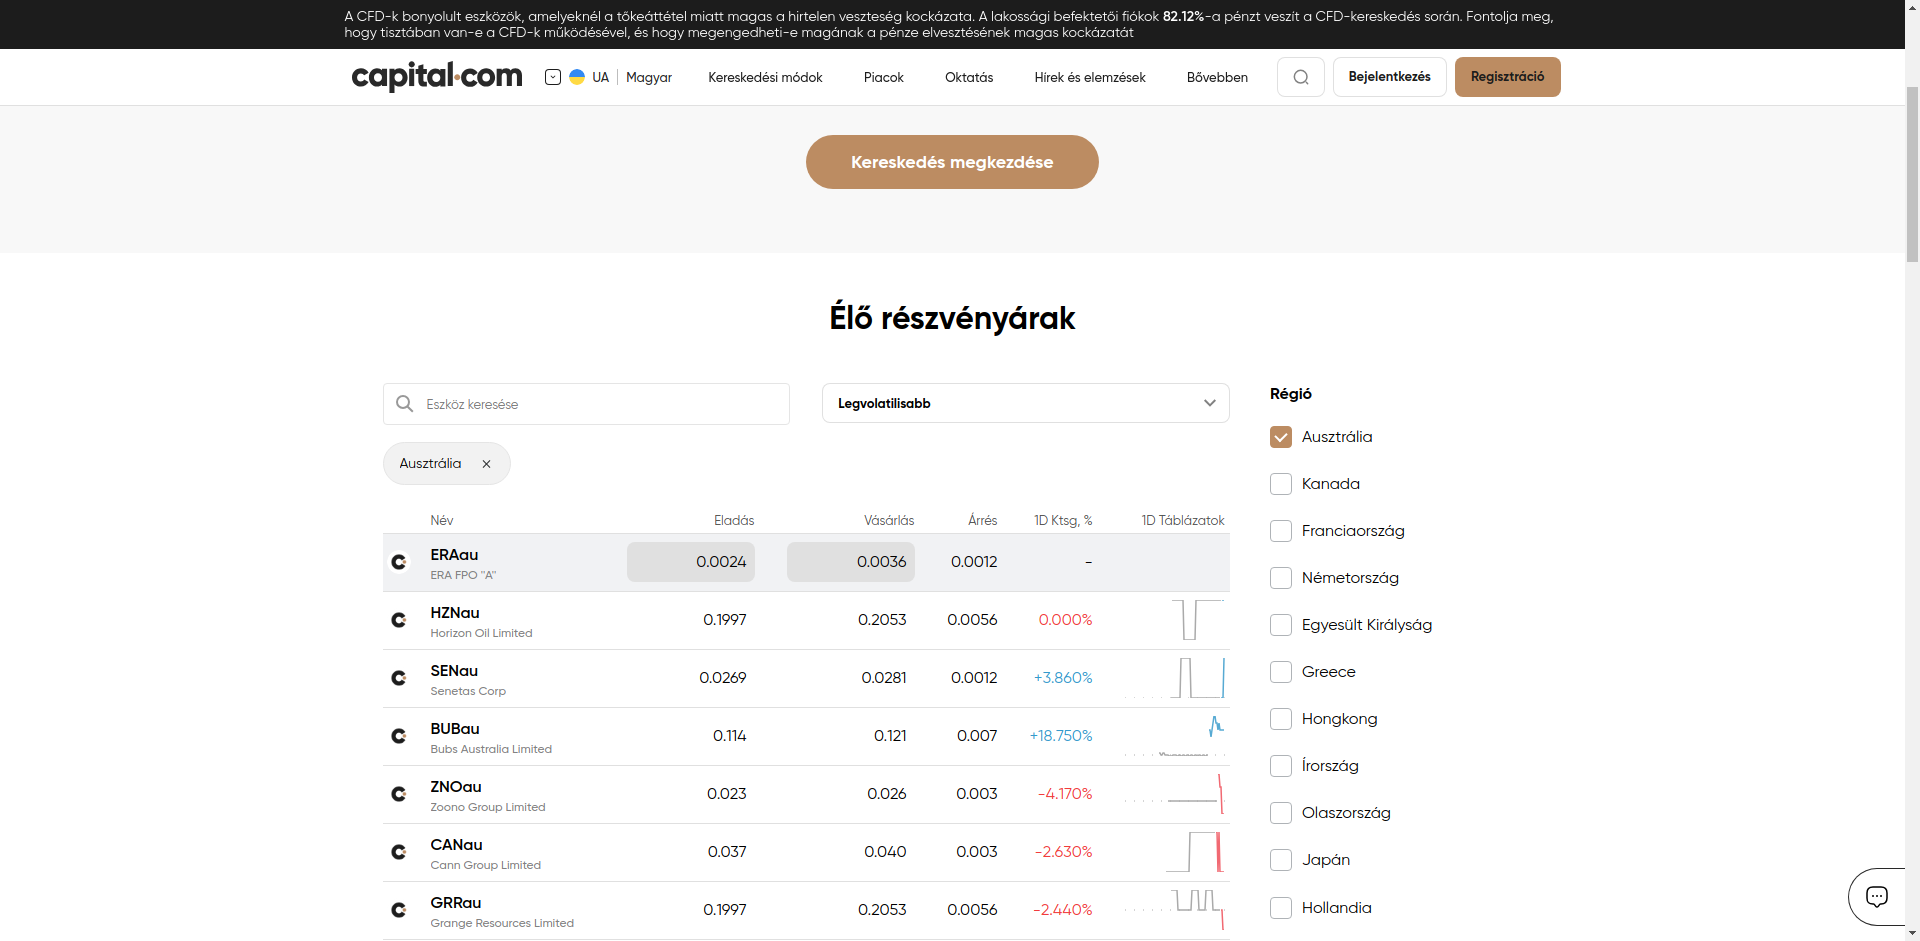 A CFD-k bonyolult eszközök, amelyeknél a tőkeáttétel miatt magas a hirtelen veszteség kockázata. A lakossági befektetői fiókok 82.12%-a pénzt veszít a CFD-kereskedés során. Fontolja meg,
hogy tisztában van-e a CFD-k működésével, és hogy megengedheti-e magának a pénze elvesztésének magas kockázatát
capital.com UA Magyar Kereskedési módok Piacok Oktatás Hírek és elemzések Bővebben Bejelentkezés Regisztráció
Kereskedés megkezdése
Élő részvényárak
Eszköz keresése
Legvolatilisabb
Ausztrália
Név Eladás Vásárlás Árrés 1D Ktsg, % 1D Táblázatok
ERAau 0.0024 0.0036 0.0012 -
ERA FPO "A"
HZNau 0.1997 0.2053 0.0056 0.000%
Horizon Oil Limited
SENau 0.0269 0.0281 0.0012 +3.860%
Senetas Corp
BUBau 0.114 0.121 0.007 +18.750%
Bubs Australia Limited
ZNOau 0.023 0.026 0.003 -4.170%
Zoono Group Limited
CANau 0.037 0.040 0.003 -2.630%
Cann Group Limited
GRRau 0.1997 0.2053 0.0056 -2.440%
Grange Resources Limited
Régió
Ausztrália
Kanada
Franciaország
Németország
Egyesült Királyság
Greece
Hongkong
Írország
Olaszország
Japán
Hollandia